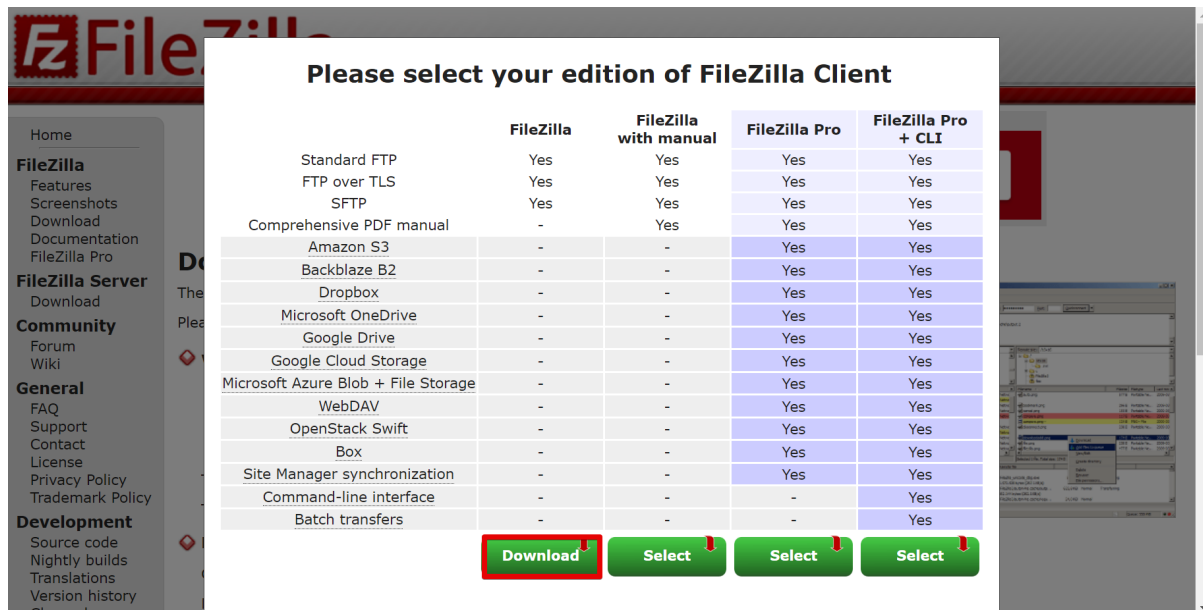 FileZilla
Please select your edition of FileZilla Client
FileZilla
FileZilla with manual
FileZilla Pro
FileZilla Pro + CLI
Standard FTP Yes Yes Yes Yes
FTP over TLS Yes Yes Yes Yes
SFTP Yes Yes Yes Yes
Comprehensive PDF manual - Yes Yes Yes
Amazon S3 - - Yes Yes
Backblaze B2 - - Yes Yes
Dropbox - - Yes Yes
Microsoft OneDrive - - Yes Yes
Google Drive - - Yes Yes
Google Cloud Storage - - Yes Yes
Microsoft Azure Blob + File Storage - - Yes Yes
WebDAV - - Yes Yes
OpenStack Swift - - Yes Yes
Box - - Yes Yes
Site Manager synchronization - - Yes Yes
Command-line interface - - - Yes
Batch transfers - - - Yes
Download Select Select Select
Home
FileZilla
Features
Screenshots
Download
Documentation
FileZilla Pro
FileZilla Server
Download
Community
Forum
Wiki
General
FAQ
Support
Contact
License
Privacy Policy
Trademark Policy
Development
Source code
Nightly builds
Translations
Version history
The